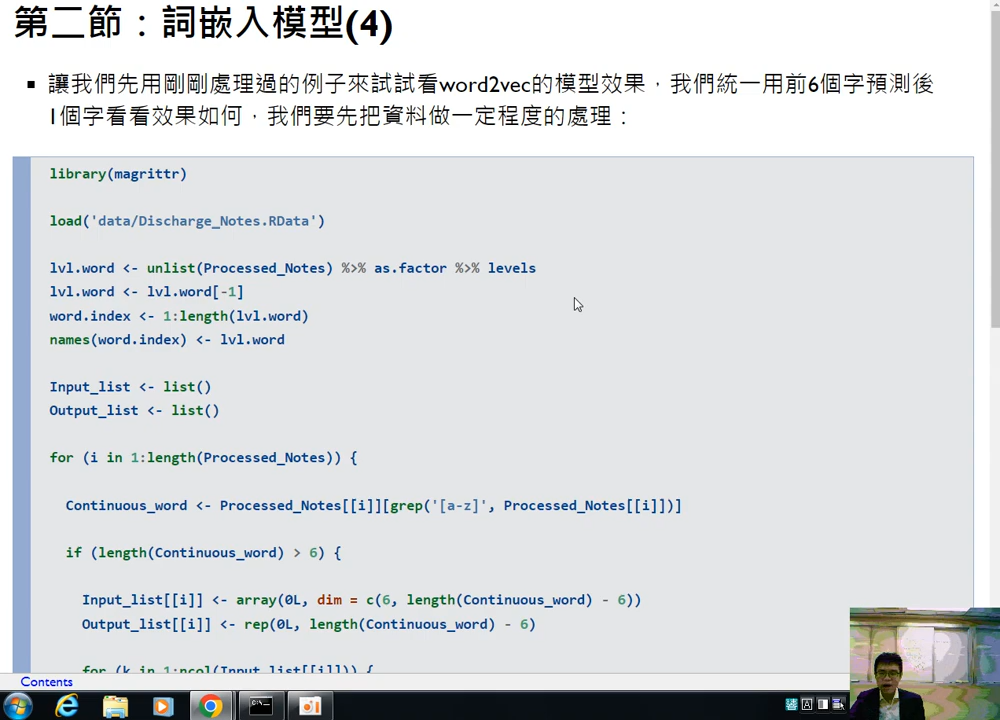 第二節：詞嵌入模型(4)
讓我們先用剛剛處理過的例子來試試看word2vec的模型效果，我們統一用前6個字預測後
1個字看看效果如何，我們要先把資料做一定程度的處理：
library(magrittr)
load('data/Discharge_Notes.RData')
lvl.word <- unlist(Processed_Notes) %>% as.factor %>% levels
lvl.word <- lvl.word[-1]
word.index <- 1:length(lvl.word)
names(word.index) <- lvl.word
Input_list <- list()
Output_list <- list()
for (i in 1:length(Processed_Notes)) {
Continuous_word <- Processed_Notes[[i]][grep('[a-z]', Processed_Notes[[i]])]
if (length(Continuous_word) > 6) {
Input_list[[i]] <- array(0L, dim = c(6, length(Continuous_word) - 6))
Output_list[[i]] <- rep(0L, length(Continuous_word) - 6)
for (k in 1:ncol(Input_list[[i]])) {
Contents